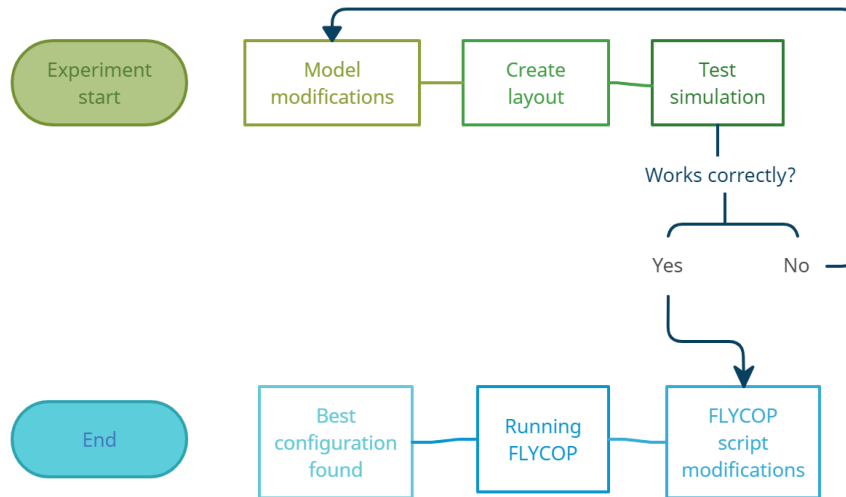 Experiment
start
Model
modifications
Create
layout
Test
simulation
Works correctly?
Yes
No
FLYCOP
script
modifications
Running
FLYCOP
Best
configuration
found
End